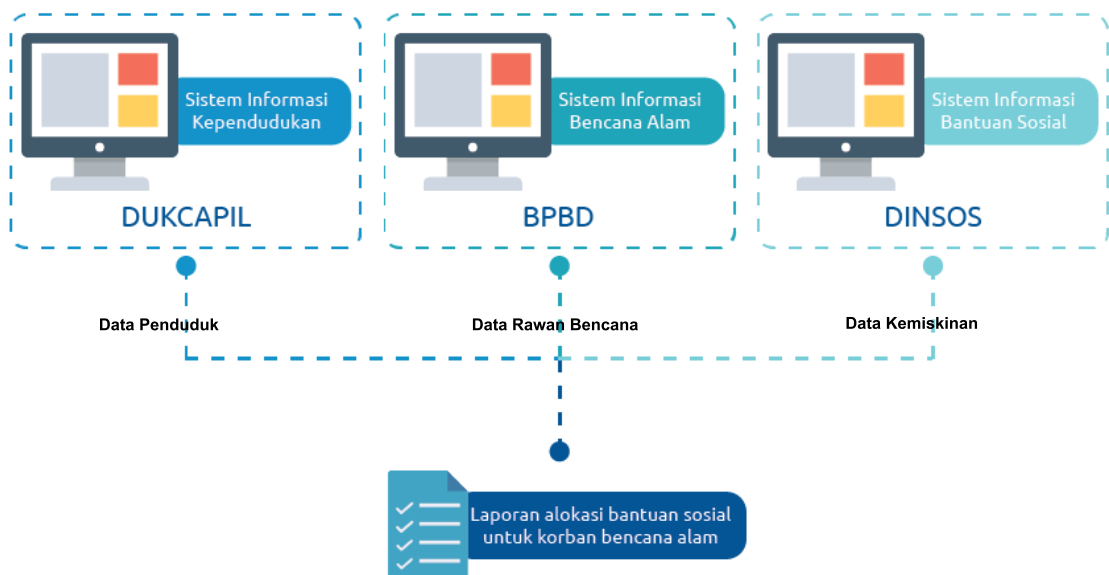 Sistem Informasi
Kependudukan
DUKCAPIL
Sistem Informasi
Bencana Alam
BPBD
Sistem Informasi
Bantuan Sosial
DINSOS
Data Penduduk
Data Rawan Bencana
Data Kemiskinan
Laporan alokasi bantuan sosial
untuk korban bencana alam